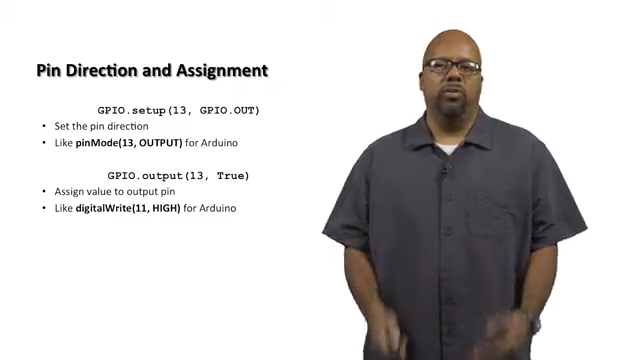 Pin Direction and Assignment
GPIO.setup(13, GPIO.OUT)
• Set the pin direction
• Like pinMode(13, OUTPUT) for Arduino
GPIO.output(13, True)
• Assign value to output pin
• Like digitalWrite(11, HIGH) for Arduino